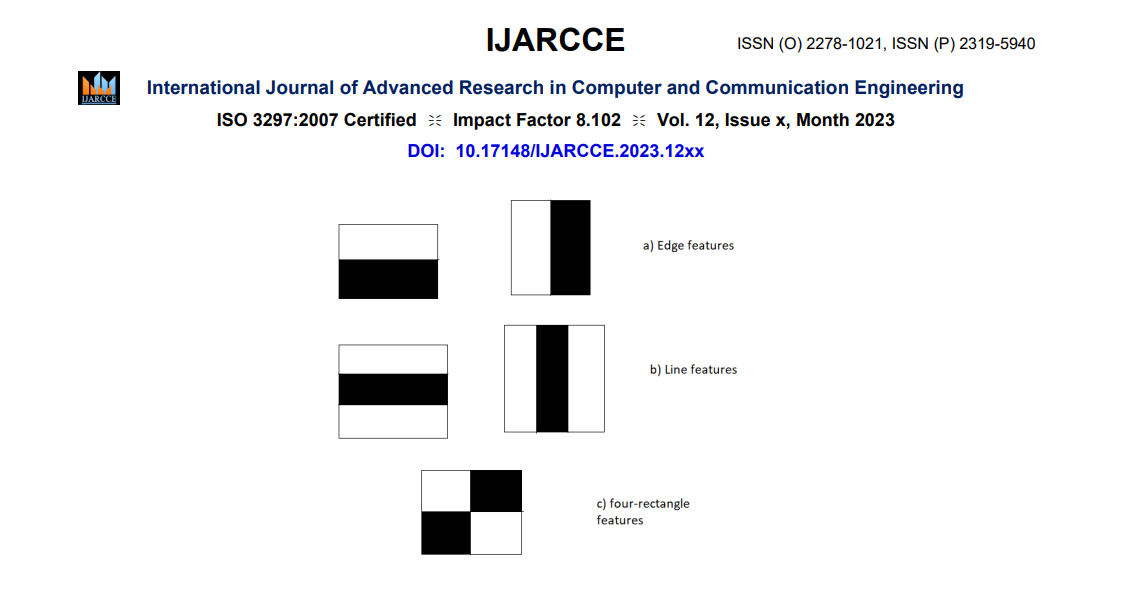 IJARCCE
ISSN (O) 2278-1021, ISSN (P) 2319-5940
IJARCCE
International Journal of Advanced Research in Computer and Communication Engineering
ISO 3297:2007 Certified ҉ Impact Factor 8.102 ҉ Vol. 12, Issue x, Month 2023
DOI: 10.17148/IJARCCE.2023.12xx
a) Edge features
b) Line features
c) four-rectangle
features